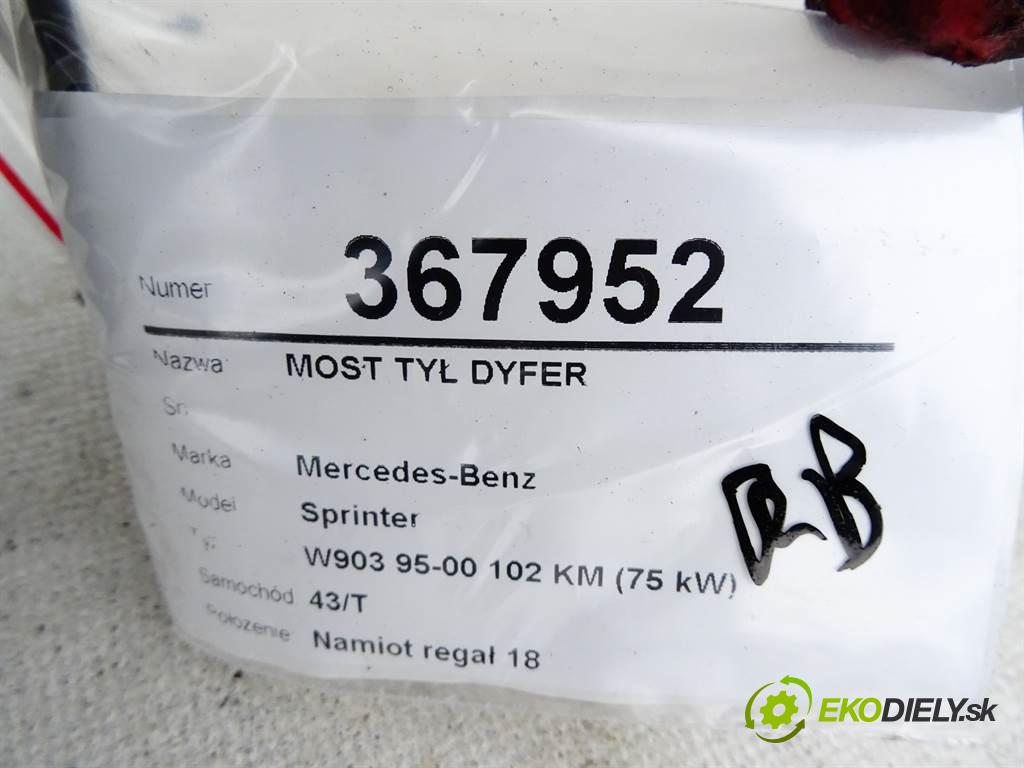 Numer 367952
Nazwa MOST TYŁ DYFER
Sn
Marka Mercedes-Benz
Model Sprinter
W903 95-00 102 KM (75 kW)
Samochód 43/T
Położenie Namiot regał 18
EKODIELY.sk